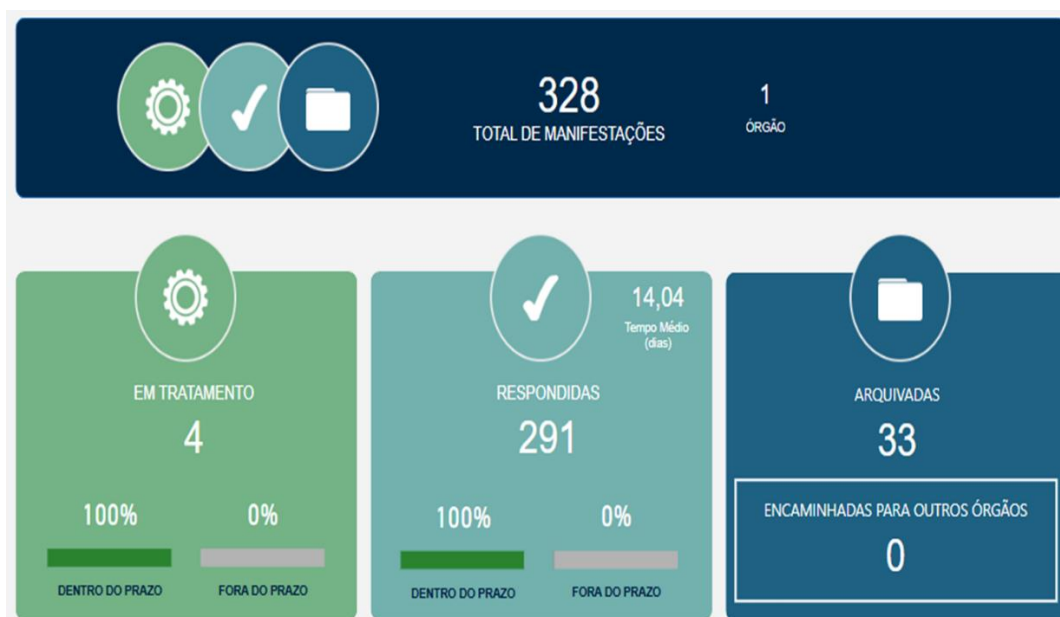 328
TOTAL DE MANIFESTAÇÕES
1
ÓRGÃO
EM TRATAMENTO
4
100%
0%
DENTRO DO PRAZO
FORA DO PRAZO
14,04
Tempo Médio
(dias)
RESPONDIDAS
291
100%
0%
DENTRO DO PRAZO
FORA DO PRAZO
ARQUIVADAS
33
ENCAMINHADAS PARA OUTROS ÓRGÃOS
0